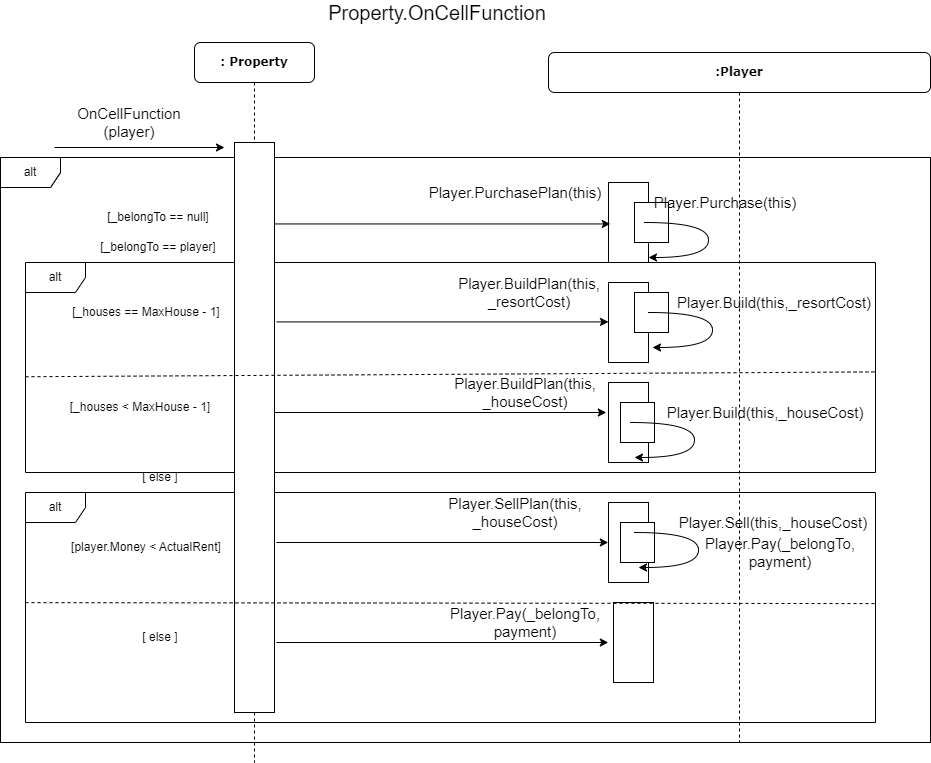 Property.OnCellFunction
: Property
:Player
OnCellFunction
(player)
alt
Player.PurchasePlan(this)
Player.Purchase(this)
[_belongTo == null]
[_belongTo == player]
alt
Player.BuildPlan(this,
_resortCost)
Player.Build(this,_resortCost)
[_houses == MaxHouse - 1]
Player.BuildPlan(this,
_houseCost)
[_houses < MaxHouse - 1]
Player.Build(this,_houseCost)
[ else ]
alt
Player.SellPlan(this,
_houseCost)
Player.Sell(this,_houseCost)
[player.Money < ActualRent]
Player.Pay(_belongTo,
payment)
Player.Pay(_belongTo,
payment)
[ else ]